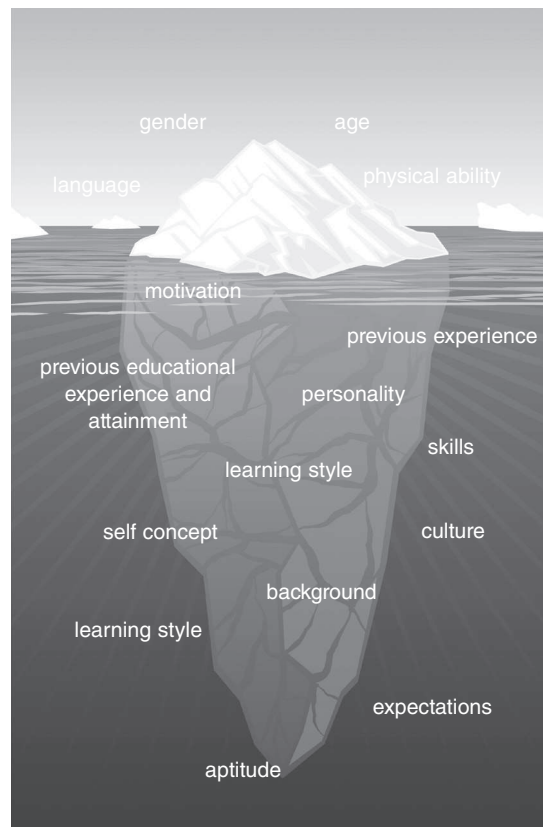 gender
age
language
physical ability
motivation
previous experience
previous educational
experience and
attainment
personality
skills
learning style
self concept
culture
background
learning style
expectations
aptitude